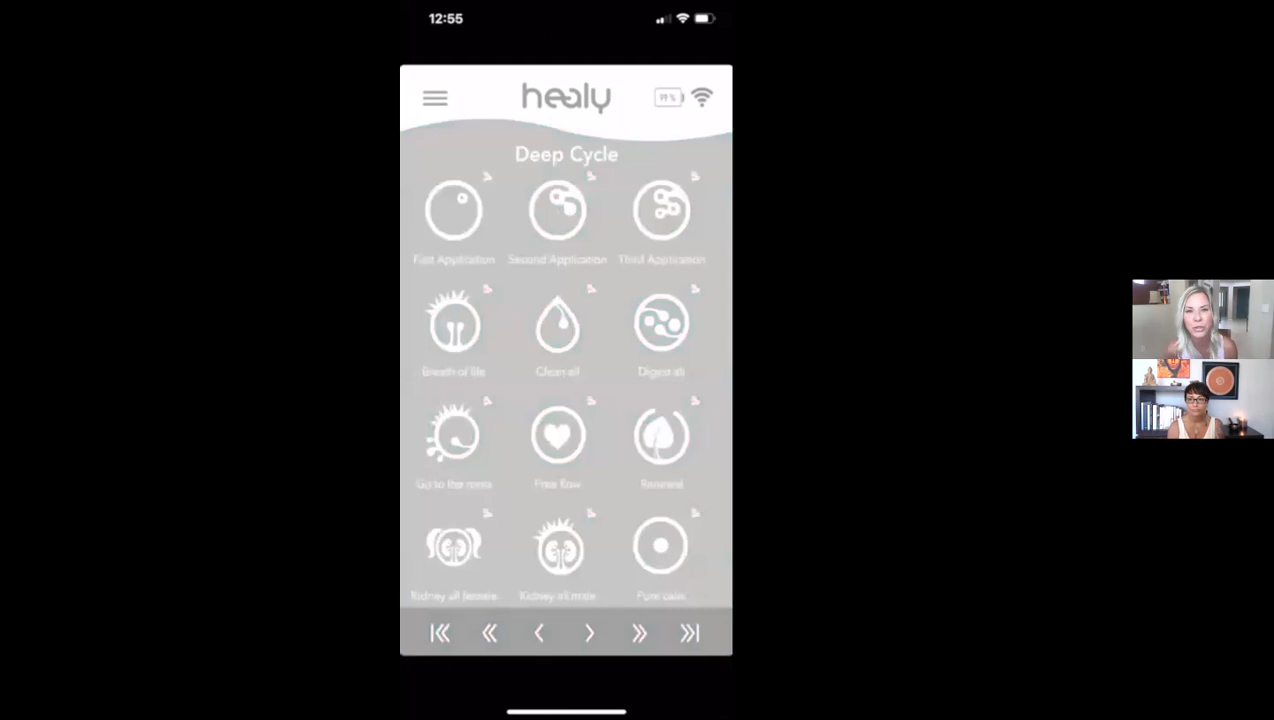 12:55
healy
99%
Deep Cycle
First Application Second Application Third Application
Breath of life Clean all Digest all
Go to the roots Free flow Renewal
Kidney all female Kidney all male Pure calm